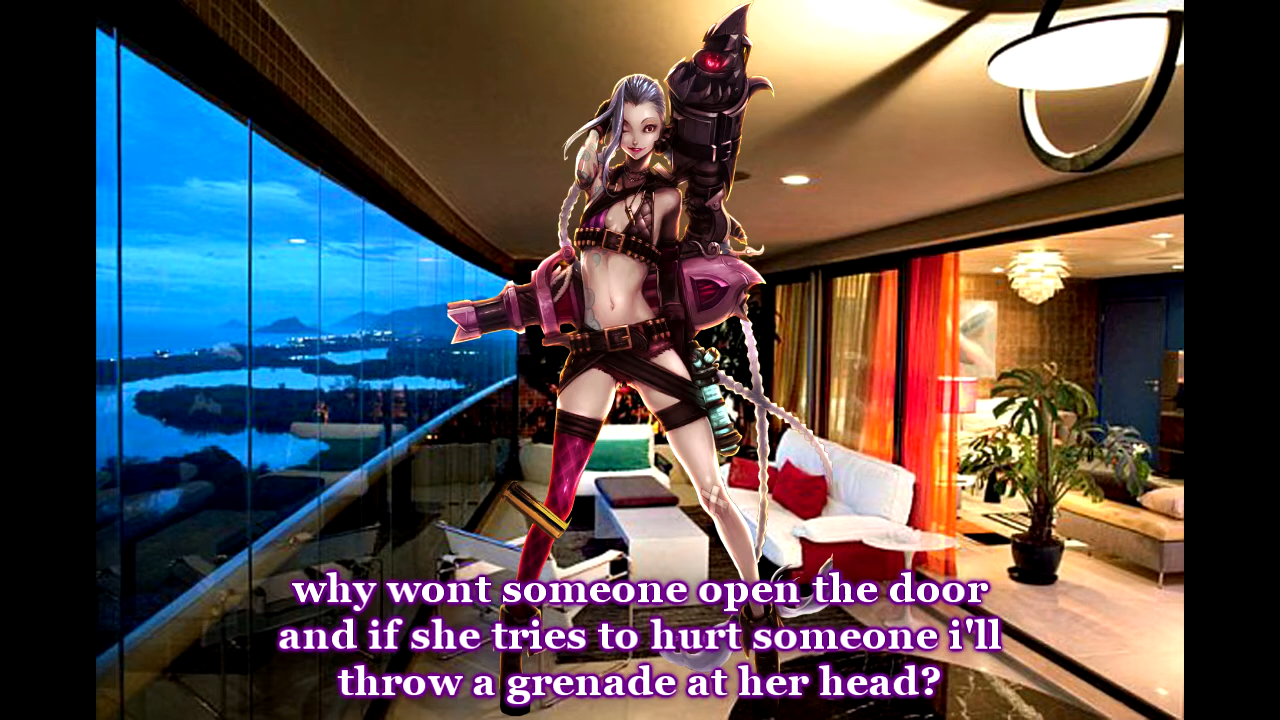 why wont someone open the door
and if she tries to hurt someone i'll
throw a grenade at her head?